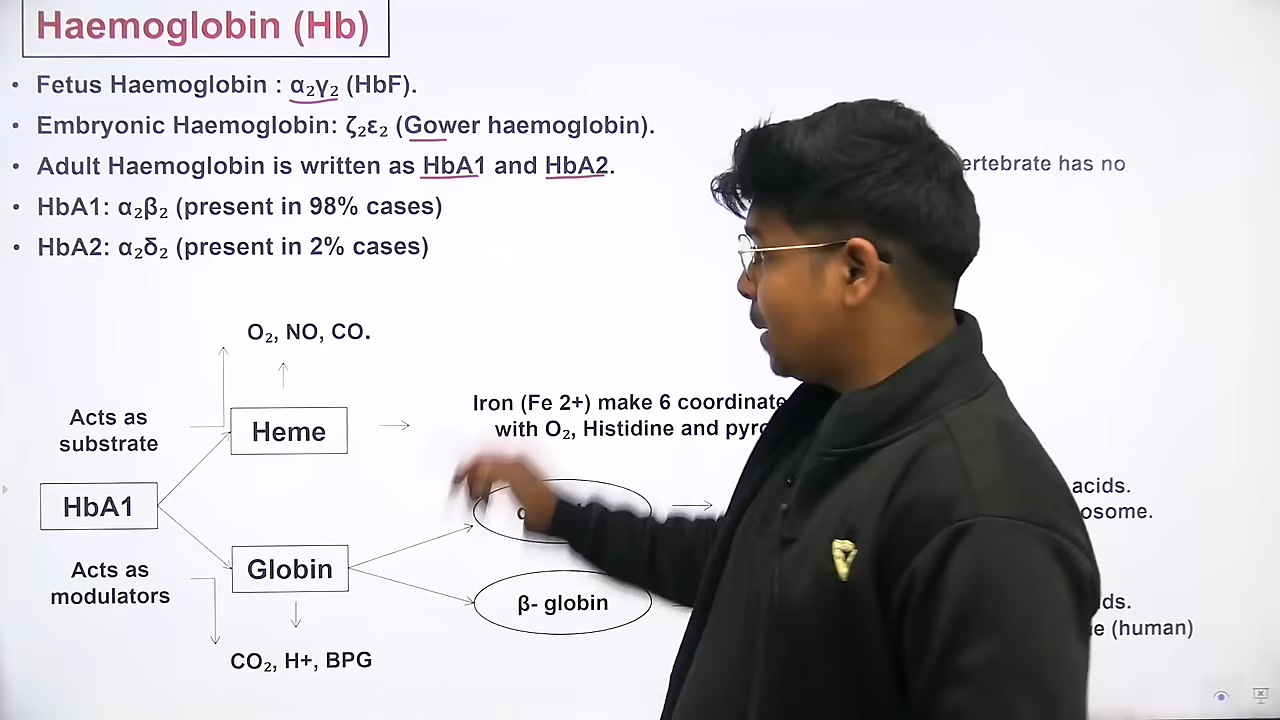 Haemoglobin (Hb)
• Fetus Haemoglobin : α₂γ₂ (HbF).
• Embryonic Haemoglobin: ζ₂ε₂ (Gower haemoglobin).
• Adult Haemoglobin is written as HbA1 and HbA2.
ertebrate has no
• HbA1: α₂β₂ (present in 98% cases)
• HbA2: α₂δ₂ (present in 2% cases)
O₂, NO, CO.
Acts as
substrate
Heme
Iron (Fe 2+) make 6 coordinate
with O₂, Histidine and pyro
HbA1
acids.
osome.
Acts as
modulators
Globin
β- globin
ds.
e (human)
CO₂, H+, BPG